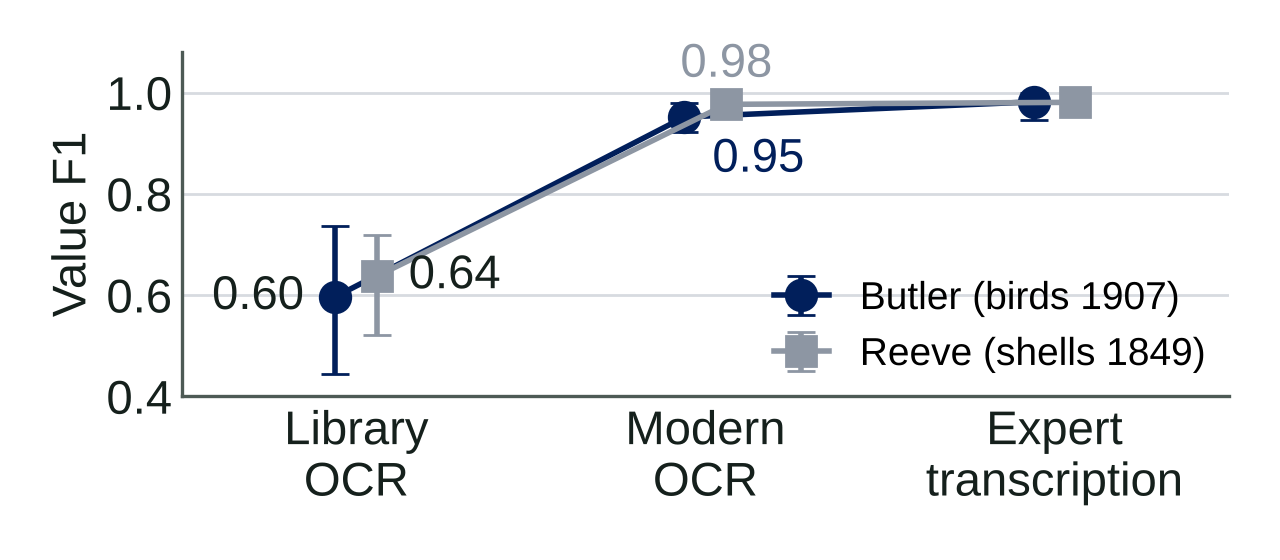 0.98
1.0
0.95
0.8
Value F1
0.60
0.64
0.6
Butler (birds 1907)
Reeve (shells 1849)
0.4
Library
OCR
Modern
OCR
Expert
transcription